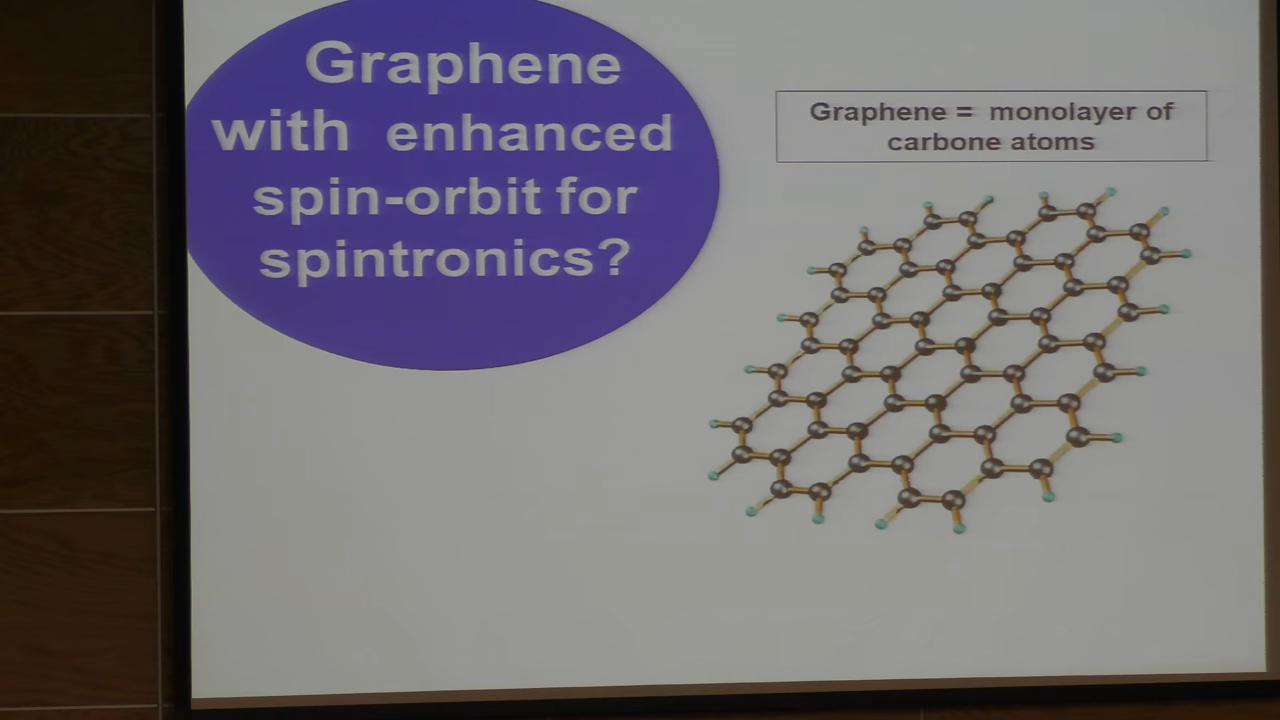 Graphene
with enhanced
spin-orbit for
spintronics?
Graphene = monolayer of
carbone atoms